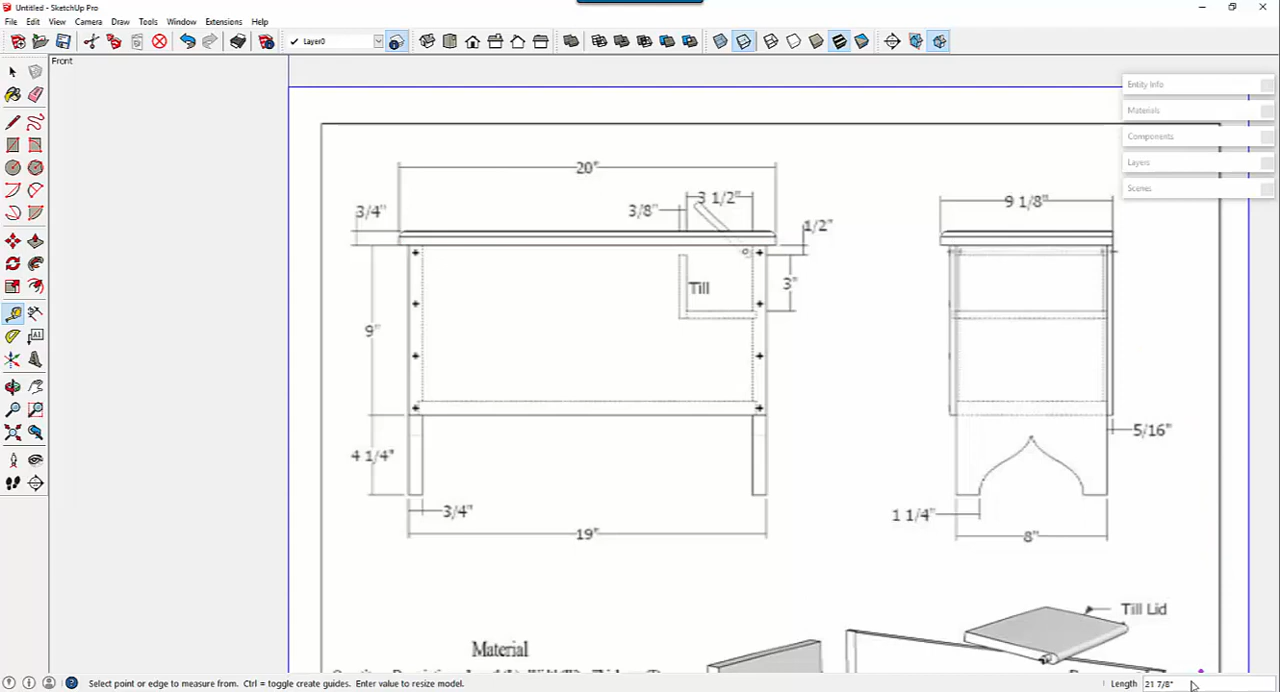 Untitled - SketchUp Pro
File Edit View Camera Draw Tools Window Extensions Help
Layer0
Front
Entity Info
Materials
Components
Layers
Scenes
20"
3/4"
3/8"
3 1/2"
1/2"
9 1/8"
Till
3"
9"
4 1/4"
5/16"
3/4"
1 1/4"
19"
8"
Till Lid
Material
Select point or edge to measure from. Ctrl = toggle create guides. Enter value to resize model.
Length 21 7/8"